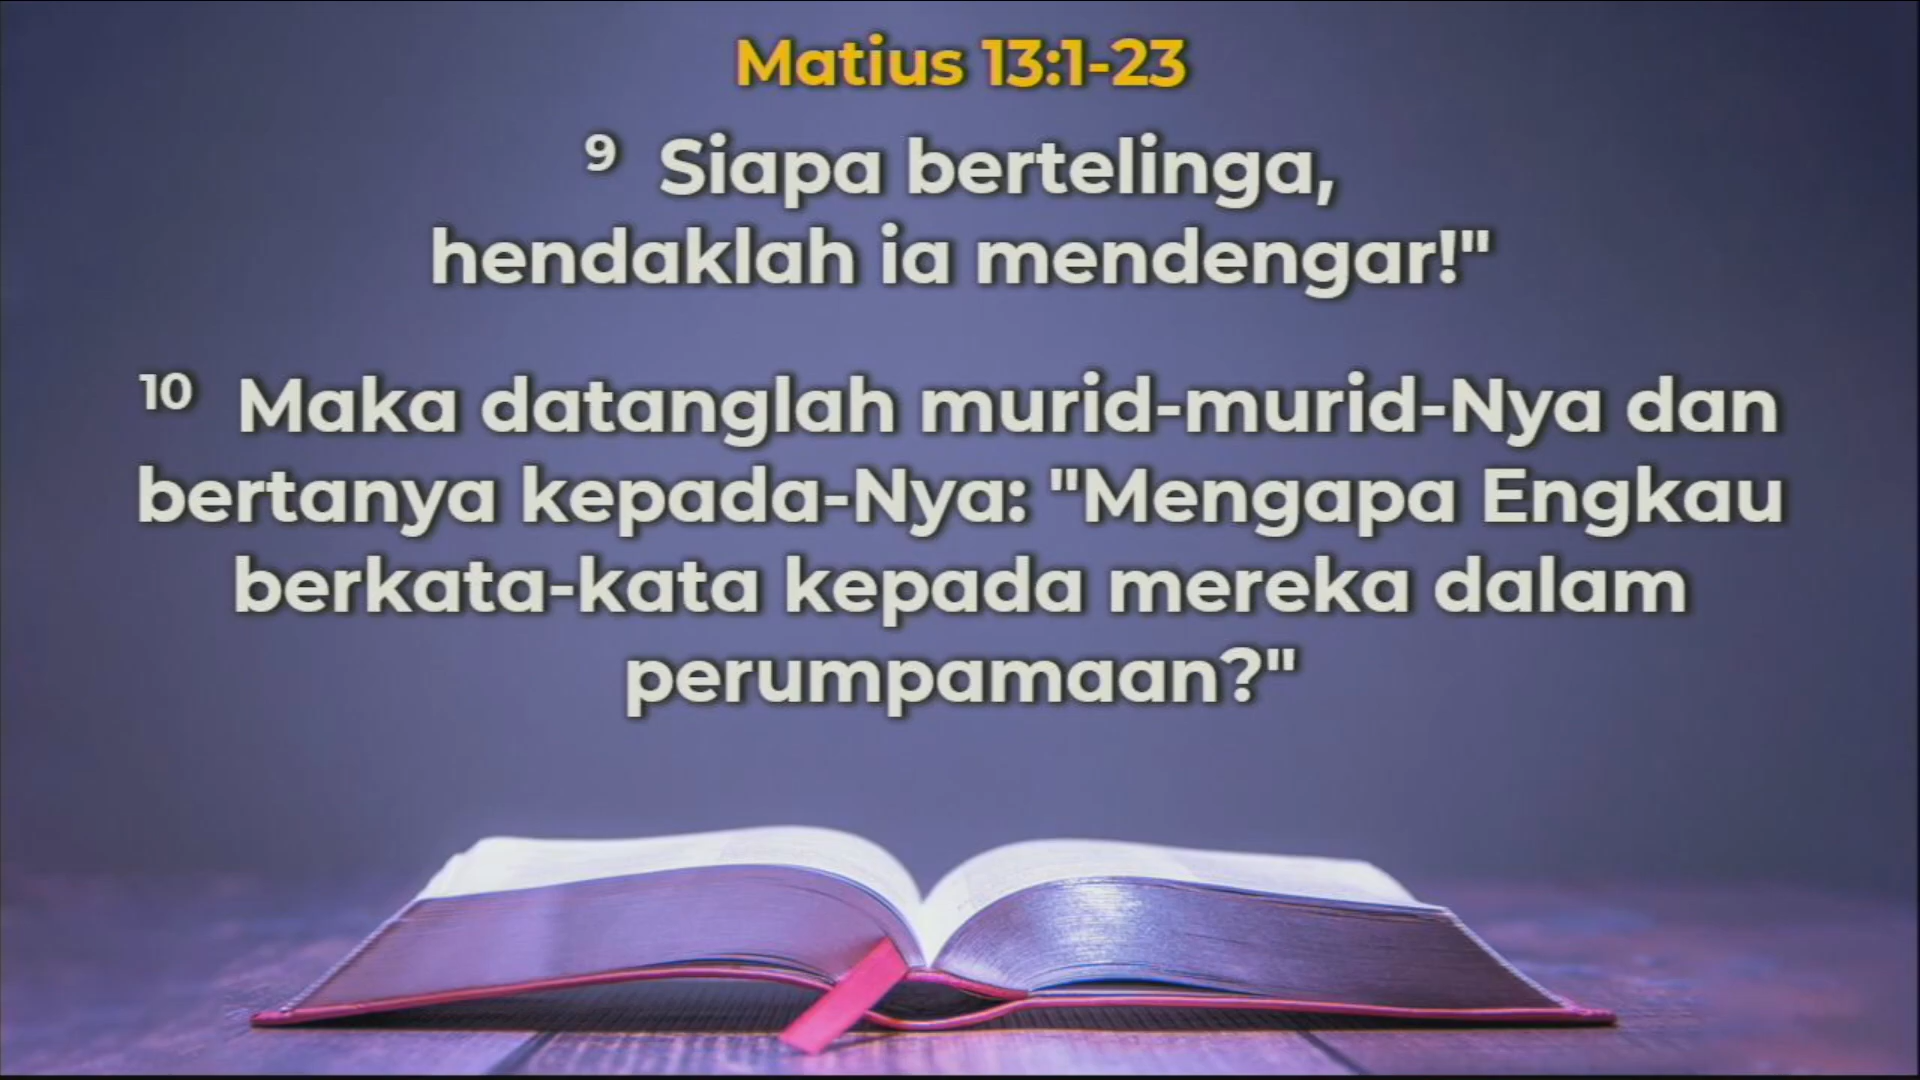 Matius 13:1-23
9 Siapa bertelinga,
hendaklah ia mendengar!"
10 Maka datanglah murid-murid-Nya dan
bertanya kepada-Nya: "Mengapa Engkau
berkata-kata kepada mereka dalam
perumpamaan?"